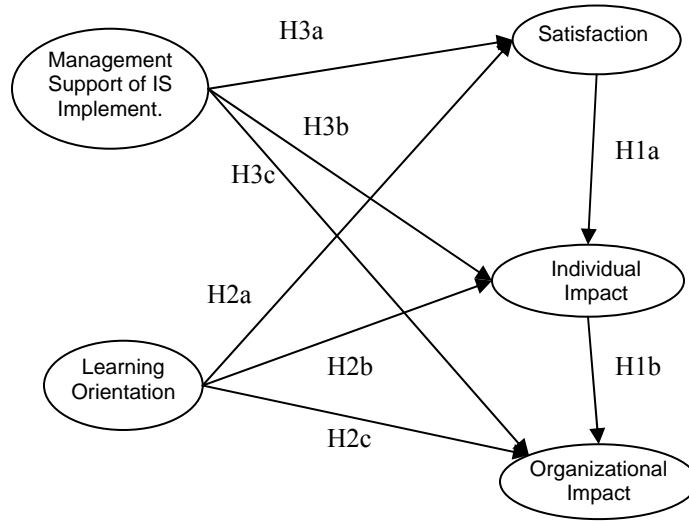 Management
Support of IS
Implement.
H3a
Satisfaction
H3b
H1a
H3c
Individual
Impact
H2a
Learning
Orientation
H2b
H1b
H2c
Organizational
Impact